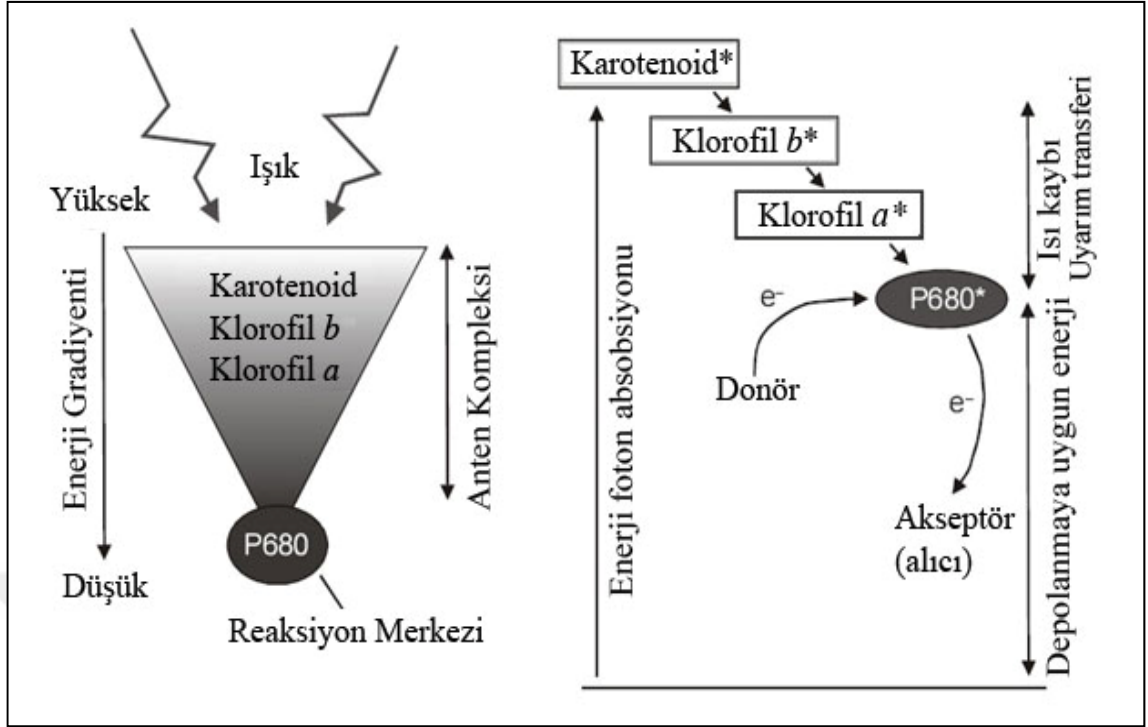 Işık
Yüksek
Enerji Gradiyenti
Düşük
Karotenoid
Klorofil b
Klorofil a
Anten Kompleksi
P680
Reaksiyon Merkezi
Karotenoid*
Klorofil b*
Klorofil a*
P680*
e-
Donör
e-
Akseptör
(alıcı)
Enerji foton absobsiyonu
Isı kaybı
Uyarım transferi
Depolanmaya uygun enerji